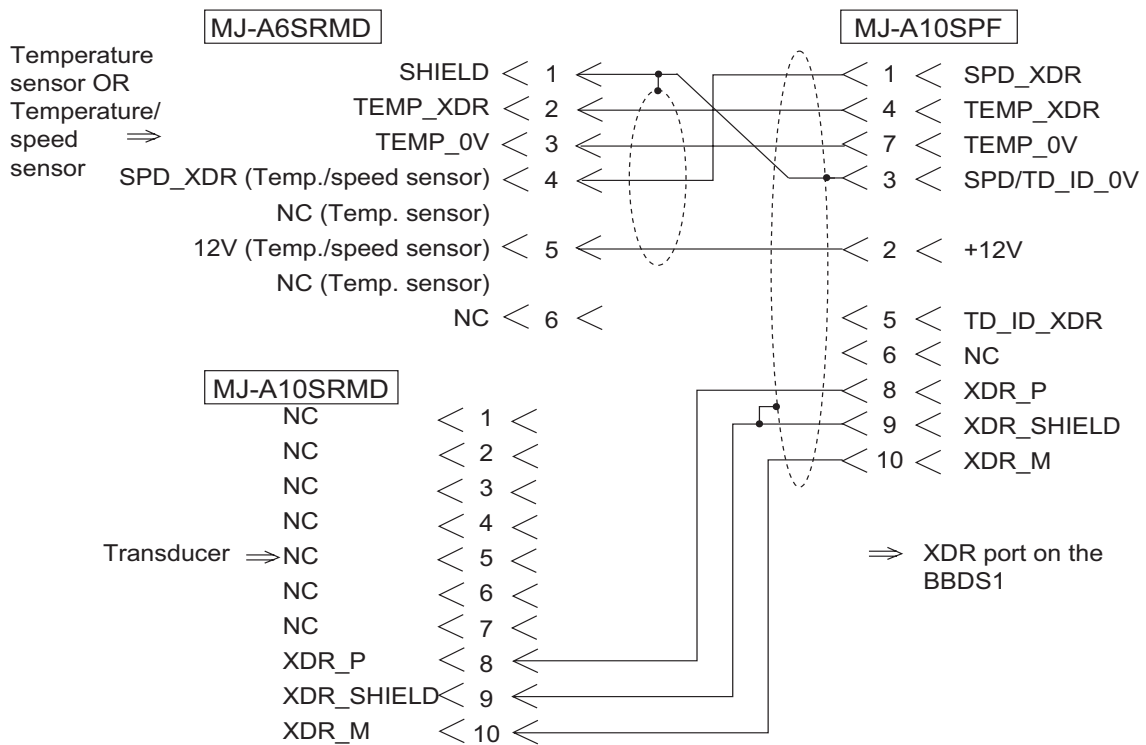 MJ-A6SRMD
Temperature
sensor OR
Temperature/
speed
sensor
⇒
SHIELD < 1 <
TEMP_XDR < 2 <
TEMP_0V < 3 <
SPD_XDR (Temp./speed sensor) < 4 <
NC (Temp. sensor)
12V (Temp./speed sensor) < 5 <
NC (Temp. sensor)
NC < 6 <
MJ-A10SPF
< 1 < SPD_XDR
< 4 < TEMP_XDR
< 7 < TEMP_0V
< 3 < SPD/TD_ID_0V
< 2 < +12V
< 5 < TD_ID_XDR
< 6 < NC
< 8 < XDR_P
< 9 < XDR_SHIELD
< 10 < XDR_M
MJ-A10SRMD
NC < 1 <
NC < 2 <
NC < 3 <
NC < 4 <
Transducer ⇒ NC < 5 <
NC < 6 <
NC < 7 <
XDR_P < 8 <
XDR_SHIELD < 9 <
XDR_M < 10 <
⇒ XDR port on the
BBDS1